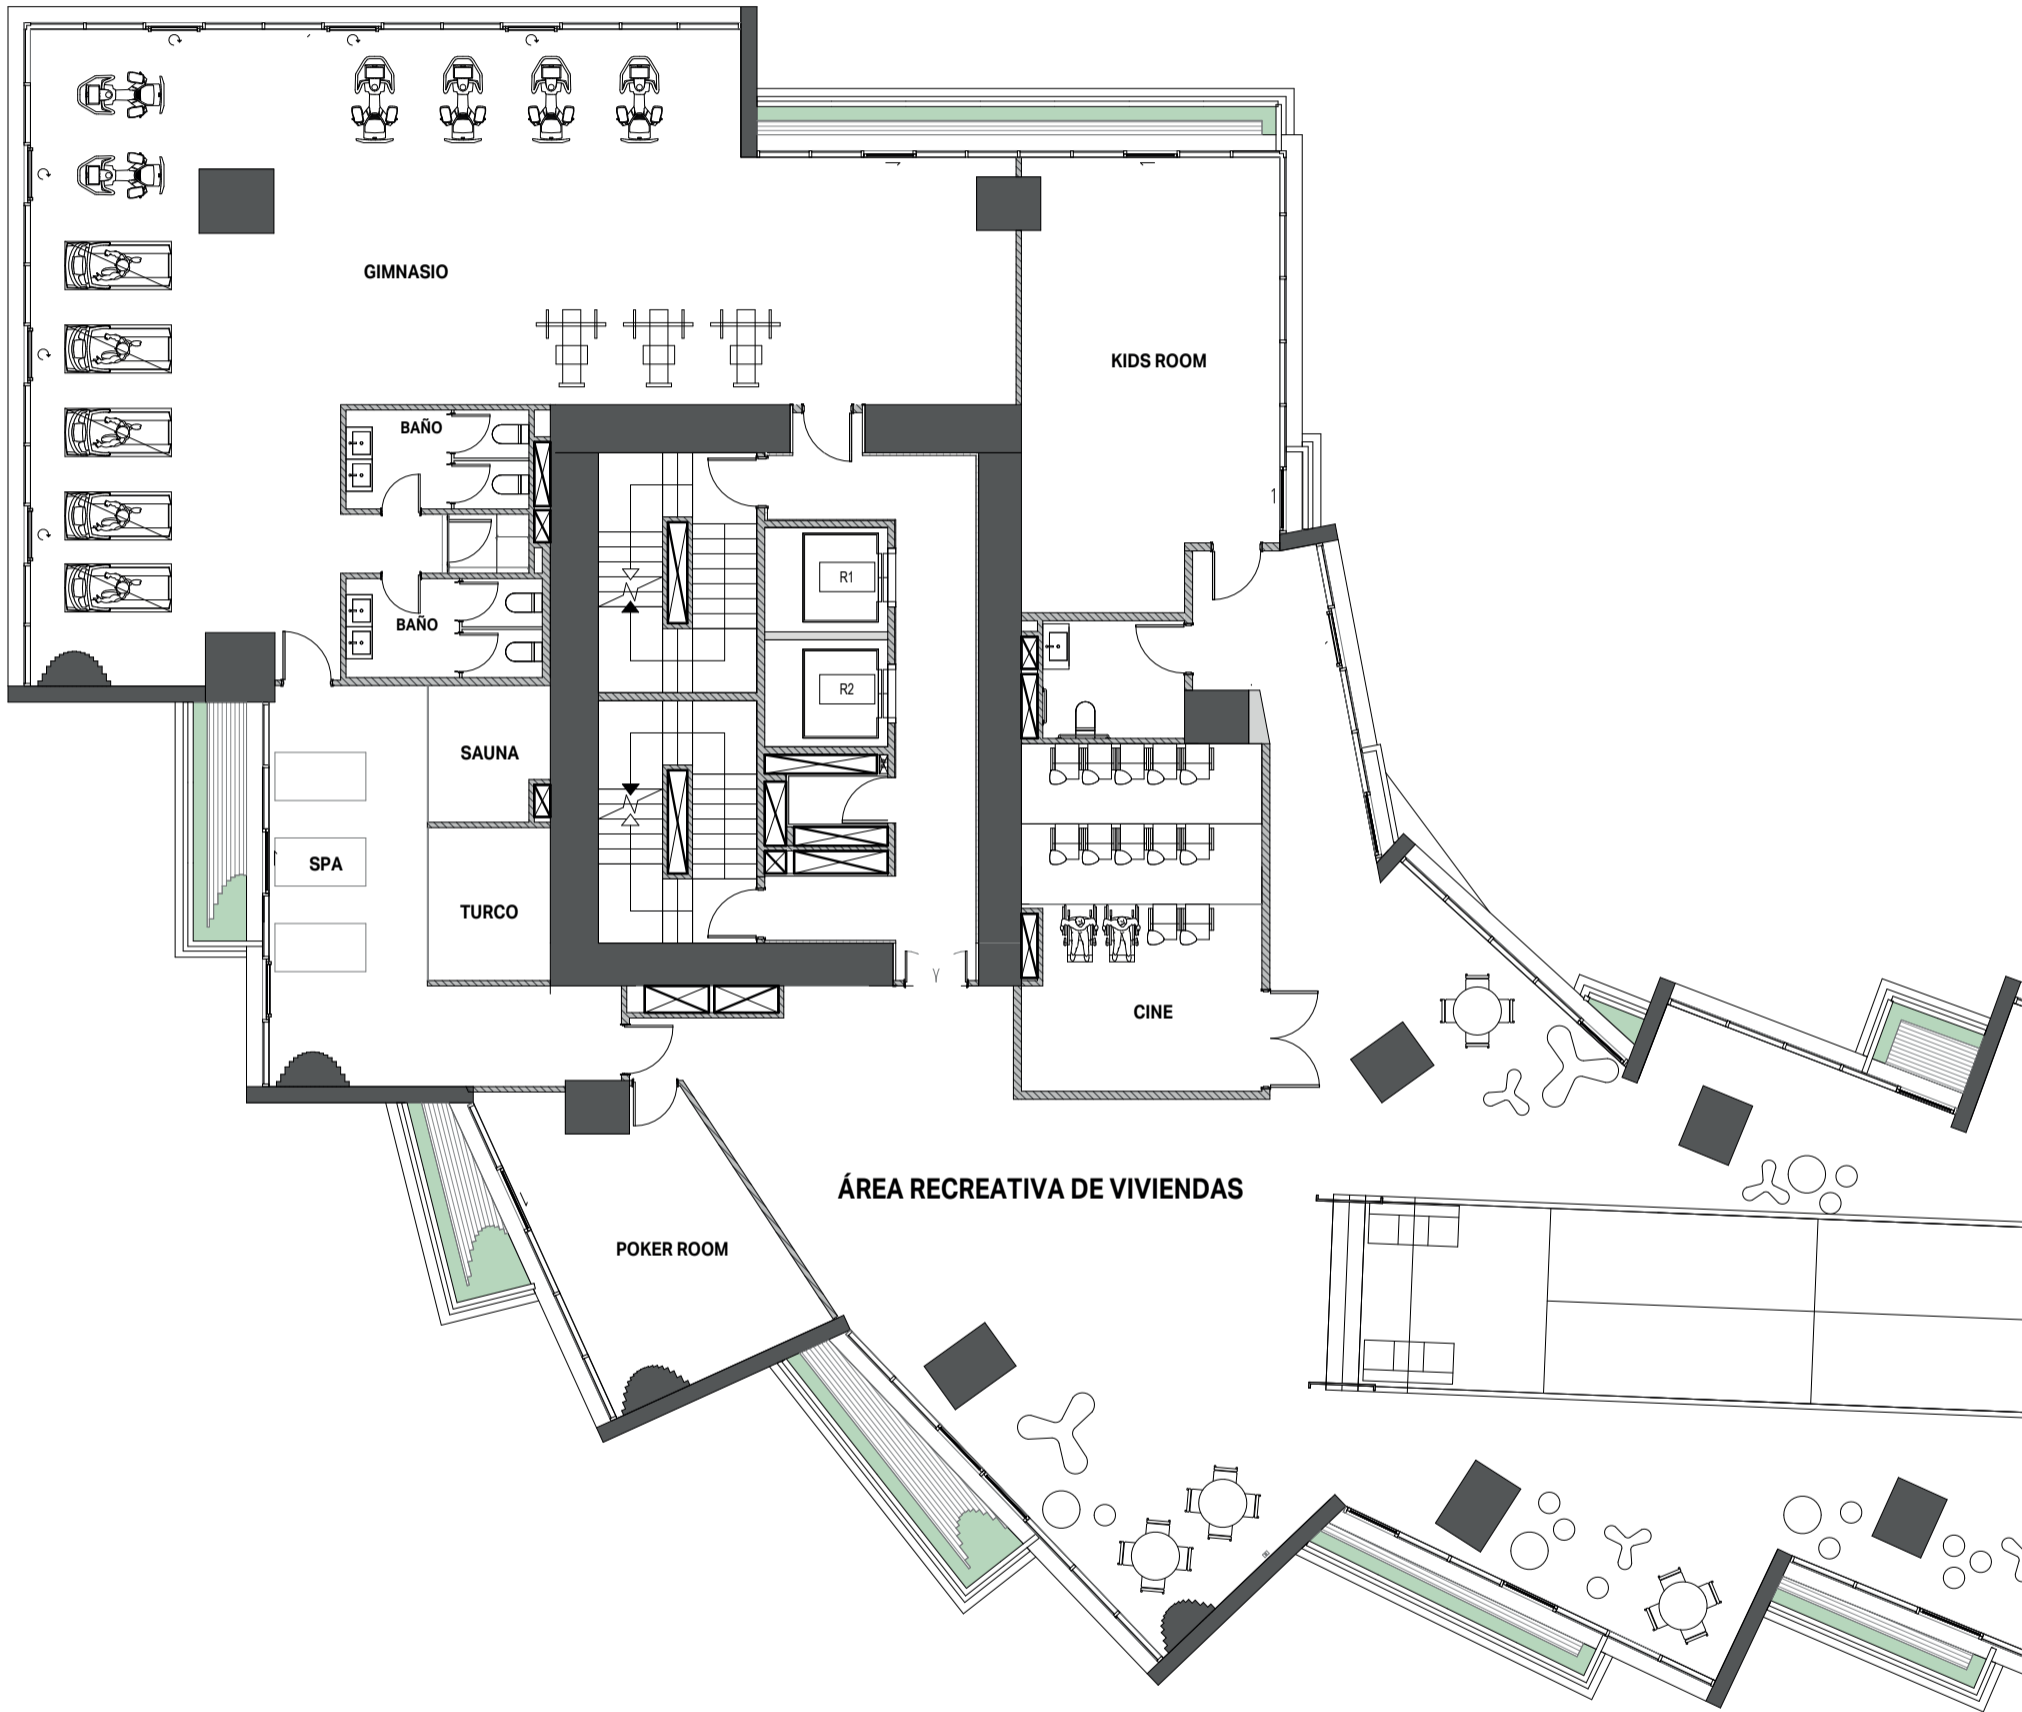 GIMNASIO
KIDS ROOM
BAÑO
R1
BAÑO
R2
SAUNA
SPA
TURCO
CINE
ÁREA RECREATIVA DE VIVIENDAS
POKER ROOM